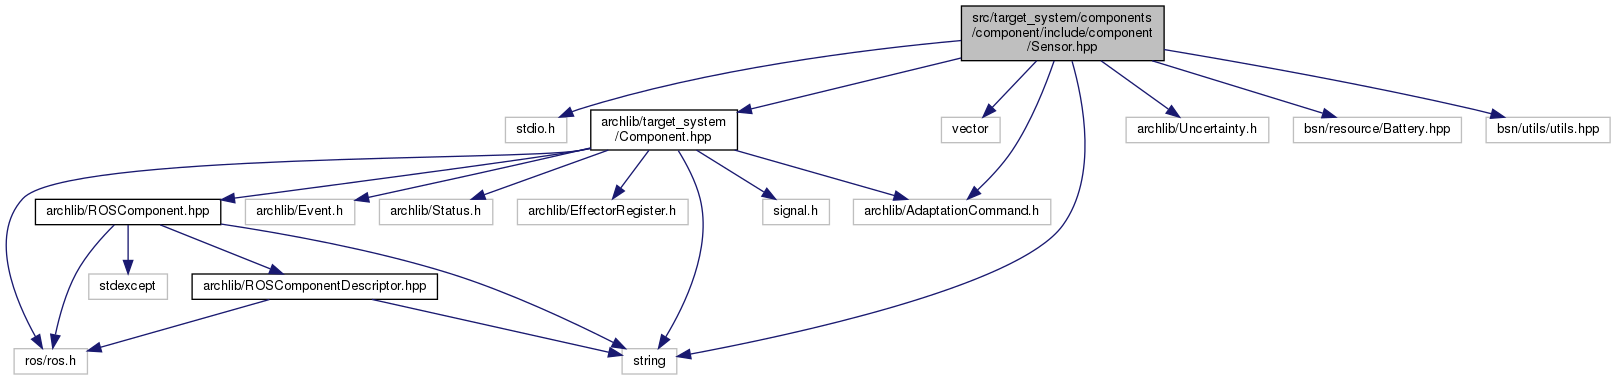 src/target_system/components
/component/include/component
/Sensor.hpp
stdio.h
archlib/target_system
/Component.hpp
vector
archlib/Uncertainty.h
bsn/resource/Battery.hpp
bsn/utils/utils.hpp
archlib/ROSComponent.hpp
archlib/Event.h
archlib/Status.h
archlib/EffectorRegister.h
signal.h
archlib/AdaptationCommand.h
stdexcept
archlib/ROSComponentDescriptor.hpp
ros/ros.h
string